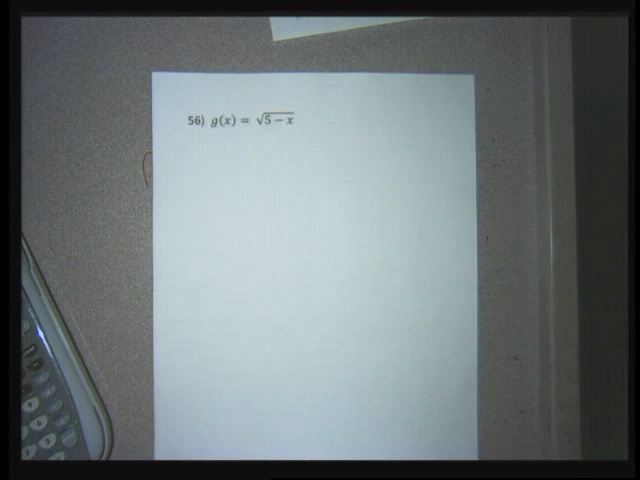 56) g(x) = √(5 − x)